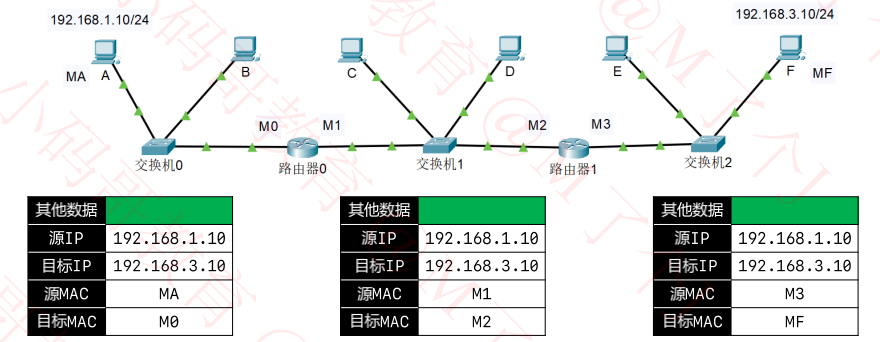 192.168.1.10/24
192.168.3.10/24
MA A B C D E F MF
M0 M1 M2 M3
交换机0 路由器0 交换机1 路由器1 交换机2
其他数据
源IP 192.168.1.10
目标IP 192.168.3.10
源MAC MA
目标MAC M0
其他数据
源IP 192.168.1.10
目标IP 192.168.3.10
源MAC M1
目标MAC M2
其他数据
源IP 192.168.1.10
目标IP 192.168.3.10
源MAC M3
目标MAC MF